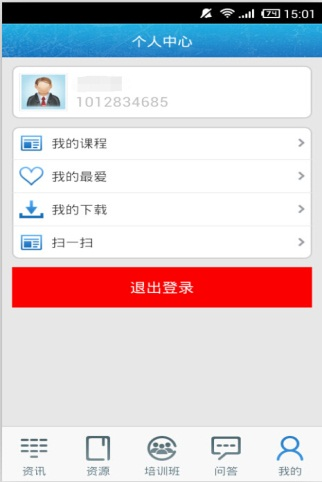 74 15:01
个人中心
1012834685
我的课程
我的最爱
我的下载
扫一扫
退出登录
资讯 资源 培训班 问答 我的